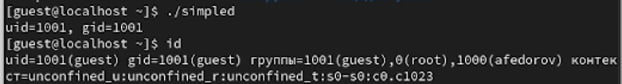 [guest@localhost ~]$ ./simpled
uid=1001, gid=1001
[guest@localhost ~]$ id
uid=1001(guest) gid=1001(guest) группы=1001(guest),0(root),1000(afedorov) контек
ст=unconfined_u:unconfined_r:unconfined_t:s0-s0:c0.c1023